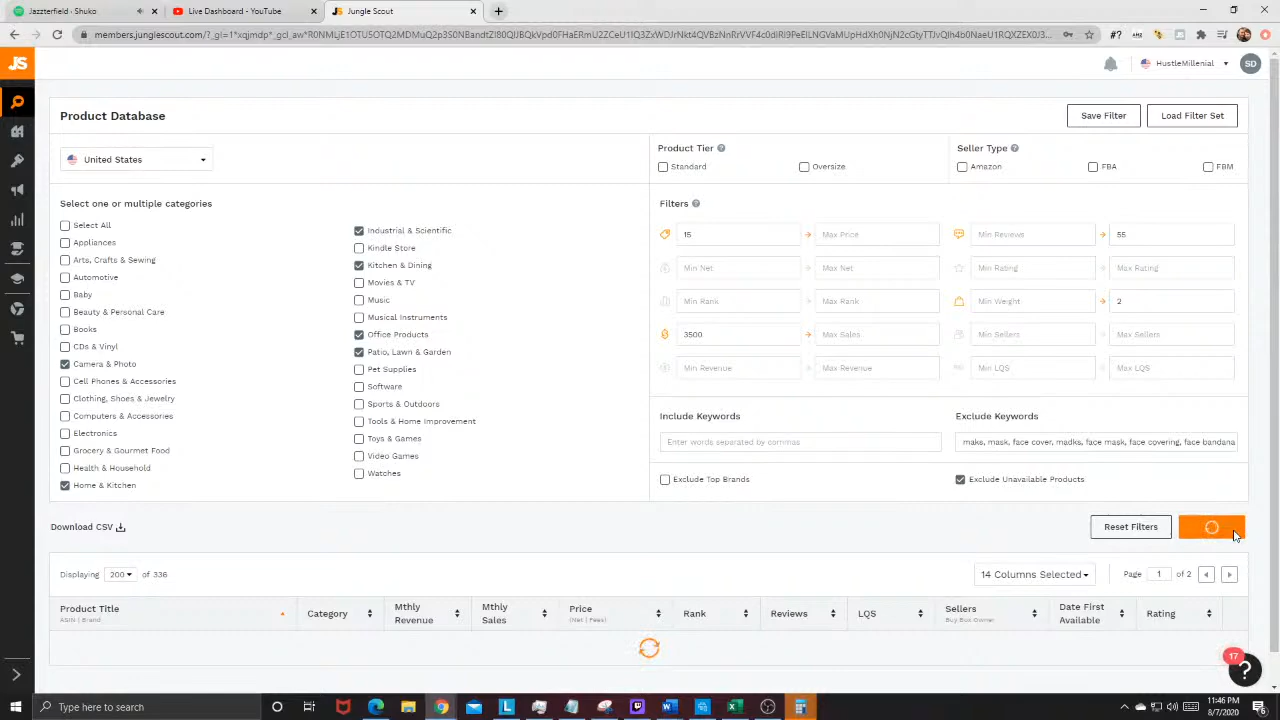 Jazzterfield - Shuko
Live Dashboard - YouTube
Jungle Scout
HustleMillenial
SD
JS
Product Database
Save Filter
Load Filter Set
United States
Product Tier
Standard
Oversize
Seller Type
Amazon
FBA
FBM
Select one or multiple categories
Select All
Appliances
Arts, Crafts & Sewing
Automotive
Baby
Beauty & Personal Care
Books
CDs & Vinyl
Camera & Photo
Cell Phones & Accessories
Clothing, Shoes & Jewelry
Computers & Accessories
Electronics
Grocery & Gourmet Food
Health & Household
Home & Kitchen
Industrial & Scientific
Kindle Store
Kitchen & Dining
Movies & TV
Music
Musical Instruments
Office Products
Patio, Lawn & Garden
Pet Supplies
Software
Sports & Outdoors
Tools & Home Improvement
Toys & Games
Video Games
Watches
Filters
15
Max Price
Min Reviews
55
Min Net
Max Net
Min Rating
Max Rating
Min Rank
Max Rank
Min Weight
2
3500
Max Sales
Min Sellers
Max Sellers
Min Revenue
Max Revenue
Min LQS
Max LQS
Include Keywords
Enter words separated by commas
Exclude Keywords
maks, mask, face cover, madks, face mask, face covering, face bandana
Exclude Top Brands
Exclude Unavailable Products
Download CSV
Reset Filters
Displaying 200 of 336
14 Columns Selected
Page 1 of 2
Product Title
ASIN | Brand
Category
Mthly Revenue
Mthly Sales
Price
(Net | Fees)
Rank
Reviews
LQS
Sellers
Buy Box Owner
Date First Available
Rating
17
?
Type here to search
11:46 PM
8/7/2020